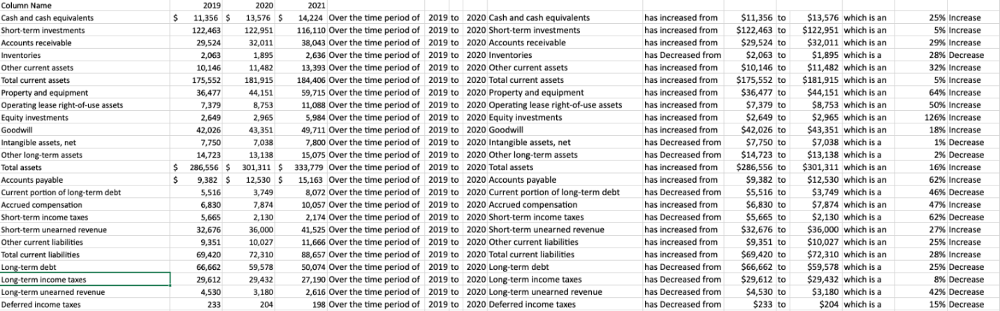 Column Name 2019 2020 2021
Cash and cash equivalents $ 11,356 $ 13,576 $ 14,224 Over the time period of 2019 to 2020 Cash and cash equivalents has increased from $11,356 to $13,576 which is an 25% Increase
Short-term investments 122,463 122,951 116,110 Over the time period of 2019 to 2020 Short-term investments has increased from $122,463 to $122,951 which is an 5% Increase
Accounts receivable 29,524 32,011 38,043 Over the time period of 2019 to 2020 Accounts receivable has increased from $29,524 to $32,011 which is an 29% Increase
Inventories 2,063 1,895 2,636 Over the time period of 2019 to 2020 Inventories has Decreased from $2,063 to $1,895 which is a 28% Decrease
Other current assets 10,146 11,482 13,393 Over the time period of 2019 to 2020 Other current assets has increased from $10,146 to $11,482 which is an 32% Increase
Total current assets 175,552 181,915 184,406 Over the time period of 2019 to 2020 Total current assets has increased from $175,552 to $181,915 which is an 5% Increase
Property and equipment 36,477 44,151 59,715 Over the time period of 2019 to 2020 Property and equipment has increased from $36,477 to $44,151 which is an 64% Increase
Operating lease right-of-use assets 7,379 8,753 11,088 Over the time period of 2019 to 2020 Operating lease right-of-use assets has increased from $7,379 to $8,753 which is an 50% Increase
Equity investments 2,649 2,965 5,984 Over the time period of 2019 to 2020 Equity investments has increased from $2,649 to $2,965 which is an 126% Increase
Goodwill 42,026 43,351 49,711 Over the time period of 2019 to 2020 Goodwill has increased from $42,026 to $43,351 which is an 18% Increase
Intangible assets, net 7,750 7,038 7,800 Over the time period of 2019 to 2020 Intangible assets, net has Decreased from $7,750 to $7,038 which is a 1% Decrease
Other long-term assets 14,723 13,138 15,075 Over the time period of 2019 to 2020 Other long-term assets has Decreased from $14,723 to $13,138 which is a 2% Decrease
Total assets $ 286,556 $ 301,311 $ 333,779 Over the time period of 2019 to 2020 Total assets has increased from $286,556 to $301,311 which is an 16% Increase
Accounts payable $ 9,382 $ 12,530 $ 15,163 Over the time period of 2019 to 2020 Accounts payable has increased from $9,382 to $12,530 which is an 62% Increase
Current portion of long-term debt 5,516 3,749 8,072 Over the time period of 2019 to 2020 Current portion of long-term debt has Decreased from $5,516 to $3,749 which is a 46% Decrease
Accrued compensation 6,830 7,874 10,057 Over the time period of 2019 to 2020 Accrued compensation has increased from $6,830 to $7,874 which is an 47% Increase
Short-term income taxes 5,665 2,130 2,174 Over the time period of 2019 to 2020 Short-term income taxes has Decreased from $5,665 to $2,130 which is a 62% Decrease
Short-term unearned revenue 32,676 36,000 41,525 Over the time period of 2019 to 2020 Short-term unearned revenue has increased from $32,676 to $36,000 which is an 27% Increase
Other current liabilities 9,351 10,027 11,666 Over the time period of 2019 to 2020 Other current liabilities has increased from $9,351 to $10,027 which is an 25% Increase
Total current liabilities 69,420 72,310 88,657 Over the time period of 2019 to 2020 Total current liabilities has increased from $69,420 to $72,310 which is an 28% Increase
Long-term debt 66,662 59,578 50,074 Over the time period of 2019 to 2020 Long-term debt has Decreased from $66,662 to $59,578 which is a 25% Decrease
Long-term income taxes 29,612 29,432 27,190 Over the time period of 2019 to 2020 Long-term income taxes has Decreased from $29,612 to $29,432 which is a 8% Decrease
Long-term unearned revenue 4,530 3,180 2,616 Over the time period of 2019 to 2020 Long-term unearned revenue has Decreased from $4,530 to $3,180 which is a 42% Decrease
Deferred income taxes 233 204 198 Over the time period of 2019 to 2020 Deferred income taxes has Decreased from $233 to $204 which is a 15% Decrease